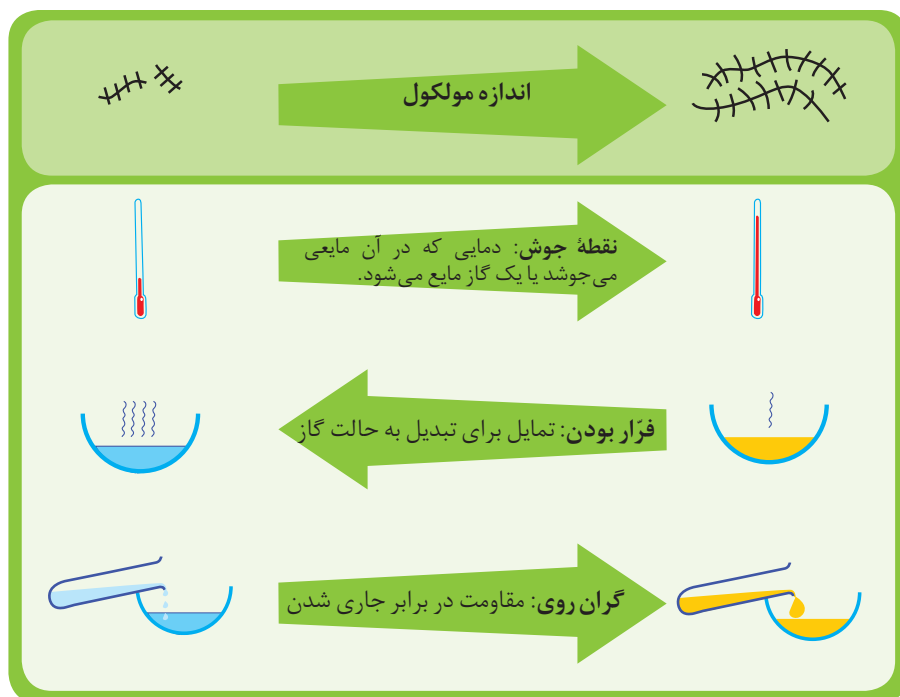 اندازه مولکول
نقطهٔ جوش: دمایی که در آن مایعی
می‌جوشد یا یک گاز مایع می‌شود.
فرّار بودن: تمایل برای تبدیل به حالت گاز
گران روی: مقاومت در برابر جاری شدن